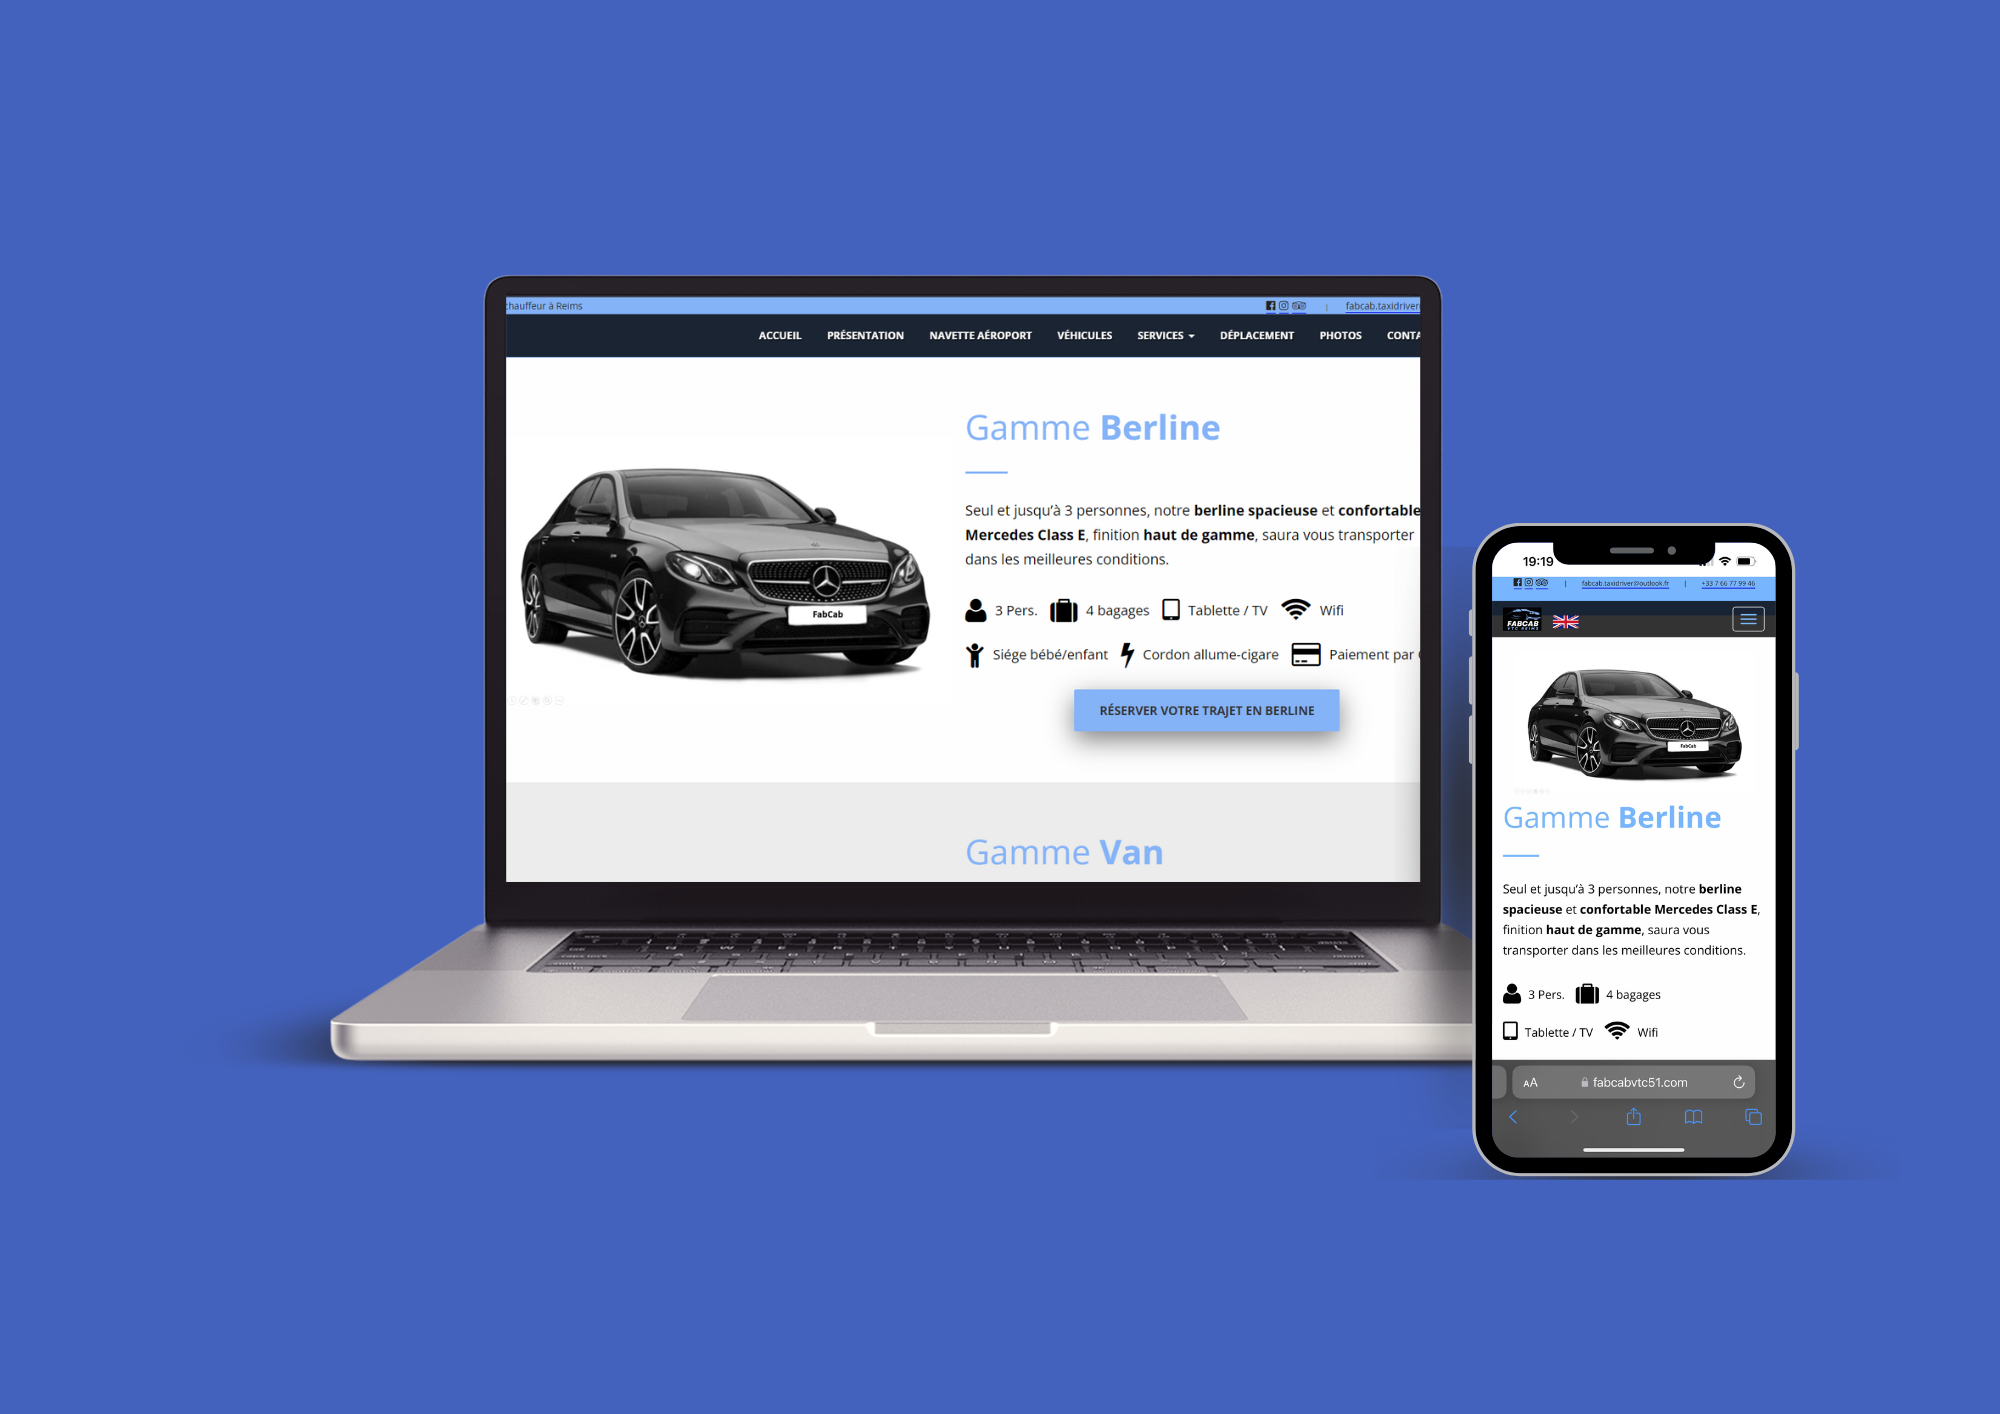 chauffeur à Reims
fabcab.taxidriver
ACCUEIL PRÉSENTATION NAVETTE AÉROPORT VÉHICULES SERVICES DÉPLACEMENT PHOTOS CONTA
Gamme Berline
Seul et jusqu'à 3 personnes, notre berline spacieuse et confortable
Mercedes Class E, finition haut de gamme, saura vous transporter
dans les meilleures conditions.
3 Pers. 4 bagages Tablette / TV Wifi
Siége bébé/enfant Cordon allume-cigare Paiement par
RÉSERVER VOTRE TRAJET EN BERLINE
FabCab
Gamme Van
19:19
fabcab.taxidriver@outlook.fr | +33 7 66 77 99 46
FABCAB
VTC REIMS
FabCab
Gamme Berline
Seul et jusqu'à 3 personnes, notre berline
spacieuse et confortable Mercedes Class E,
finition haut de gamme, saura vous
transporter dans les meilleures conditions.
3 Pers. 4 bagages
Tablette / TV Wifi
AA fabcabvtc51.com